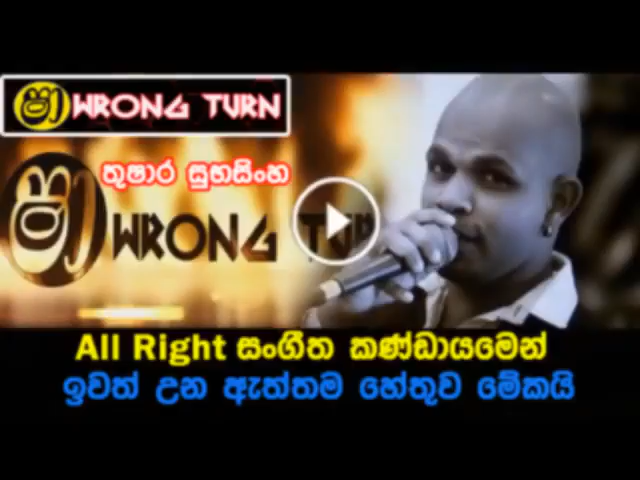 ෂා WRONG TURN
තුෂාර සුභසිංහ
ෂා WRONG TUR
All Right සංගීත කණ්ඩායමෙන්
ඉවත් උන ඇත්තම හේතුව මේකයි